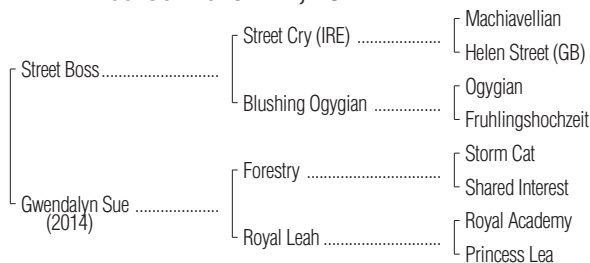 Machiavellian
Street Cry (IRE) ..................
Helen Street (GB)
Street Boss.........................
Ogygian
Blushing Ogygian ...............
Fruhlingshochzeit
Storm Cat
Forestry ............................
Shared Interest
Gwendalyn Sue ..................
(2014)
Royal Academy
Royal Leah.........................
Princess Lea